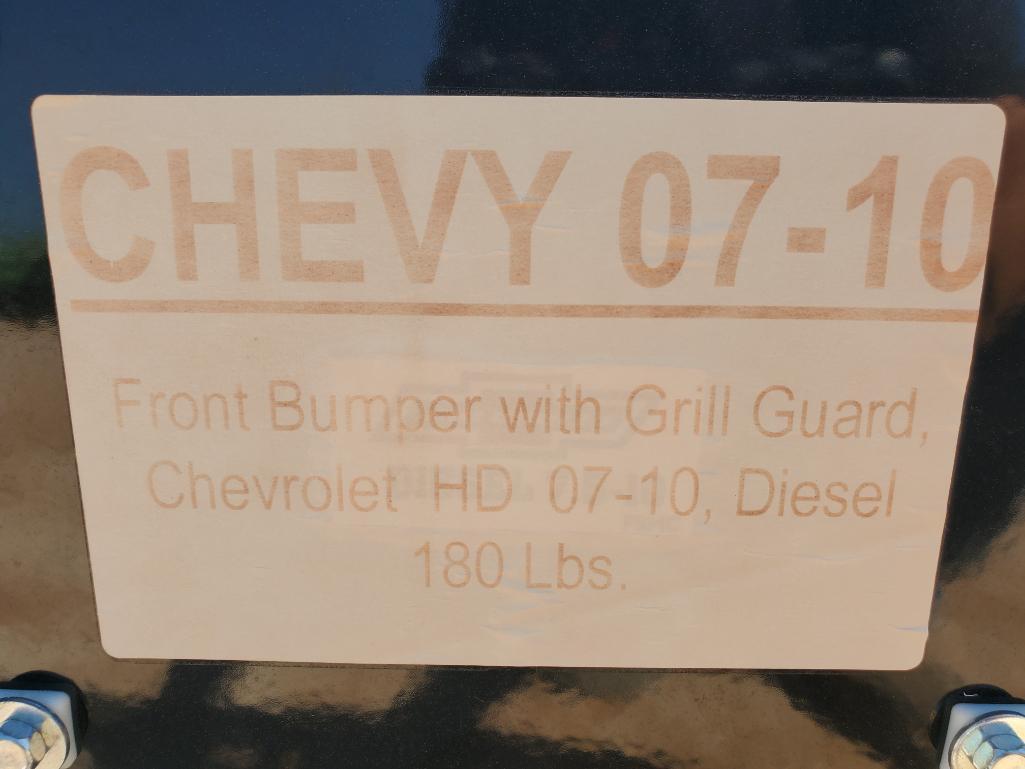 CHEVY 07-10
Front Bumper with Grill Guard,
Chevrolet HD 07-10, Diesel
180 Lbs.